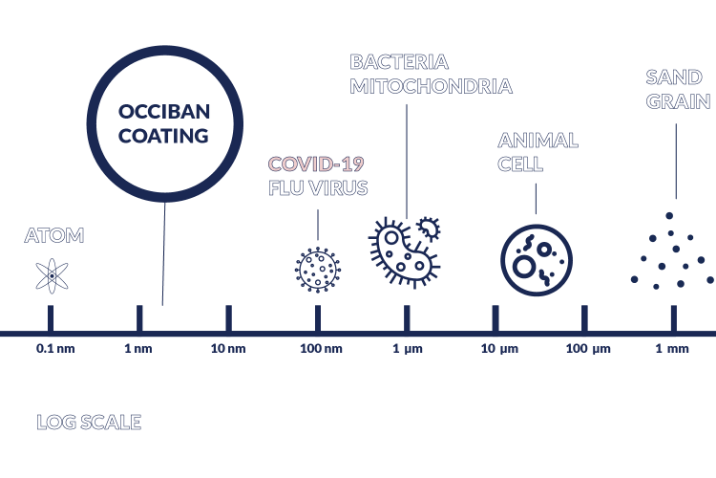 BACTERIA
MITOCHONDRIA
SAND
GRAIN
OCCIBAN
COATING
ANIMAL
CELL
COVID-19
FLU VIRUS
ATOM
0.1 nm 1 nm 10 nm 100 nm 1 µm 10 µm 100 µm 1 mm
LOG SCALE